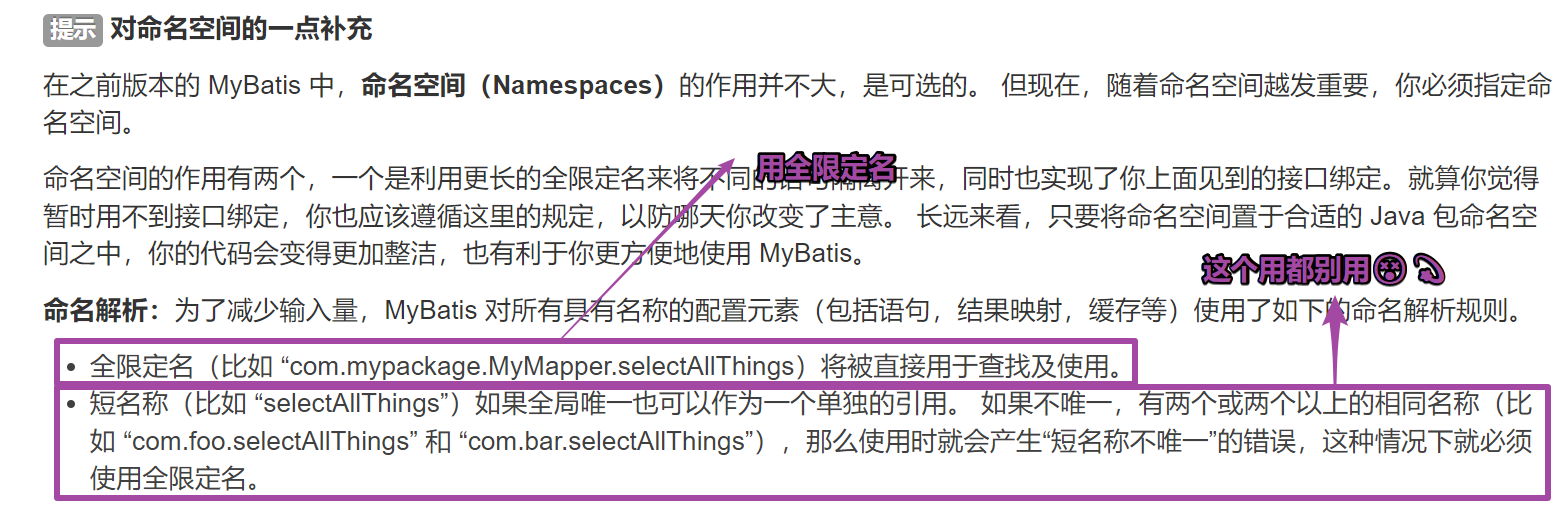 提示 对命名空间的一点补充
在之前版本的 MyBatis 中，命名空间（Namespaces）的作用并不大，是可选的。 但现在，随着命名空间越发重要，你必须指定命
名空间。
用全限定名
命名空间的作用有两个，一个是利用更长的全限定名来将不同的语句隔离开来，同时也实现了你上面见到的接口绑定。就算你觉得
暂时用不到接口绑定，你也应该遵循这里的规定，以防哪天你改变了主意。 长远来看，只要将命名空间置于合适的 Java 包命名空
间之中，你的代码会变得更加整洁，也有利于你更方便地使用 MyBatis。
这个用都别用
命名解析：为了减少输入量，MyBatis 对所有具有名称的配置元素（包括语句，结果映射，缓存等）使用了如下的命名解析规则。
• 全限定名（比如 “com.mypackage.MyMapper.selectAllThings）将被直接用于查找及使用。
• 短名称（比如 “selectAllThings”）如果全局唯一也可以作为一个单独的引用。 如果不唯一，有两个或两个以上的相同名称（比
如 “com.foo.selectAllThings” 和 “com.bar.selectAllThings”），那么使用时就会产生“短名称不唯一”的错误，这种情况下就必须
使用全限定名。